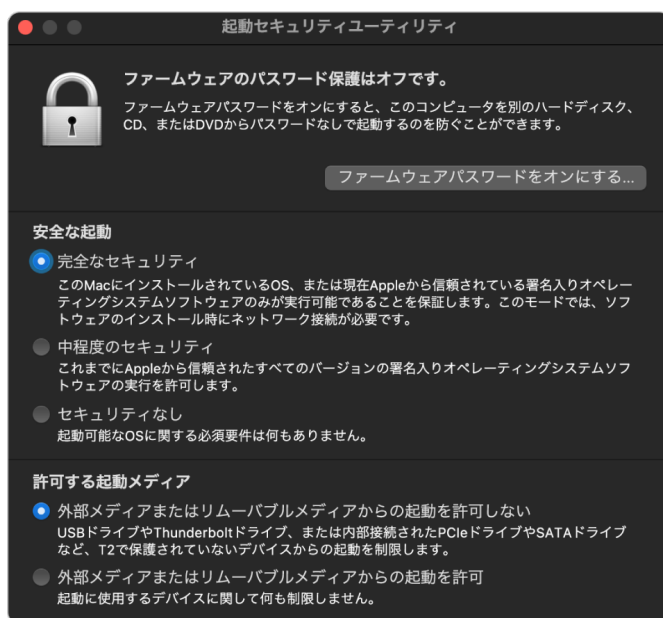 起動セキュリティユーティリティ
ファームウェアのパスワード保護はオフです。
ファームウェアパスワードをオンにすると、このコンピュータを別のハードディスク、
CD、またはDVDからパスワードなしで起動するのを防ぐことができます。
ファームウェアパスワードをオンにする...
安全な起動
完全なセキュリティ
このMacにインストールされているOS、または現在Appleから信頼されている署名入りオペレー
ティングシステムソフトウェアのみが実行可能であることを保証します。このモードでは、ソフ
トウェアのインストール時にネットワーク接続が必要です。
中程度のセキュリティ
これまでにAppleから信頼されたすべてのバージョンの署名入りオペレーティングシステムソフ
トウェアの実行を許可します。
セキュリティなし
起動可能なOSに関する必須要件は何もありません。
許可する起動メディア
外部メディアまたはリムーバブルメディアからの起動を許可しない
USBドライブやThunderboltドライブ、または内部接続されたPCIeドライブやSATAドライブ
など、T2で保護されていないデバイスからの起動を制限します。
外部メディアまたはリムーバブルメディアからの起動を許可
起動に使用するデバイスに関して何も制限しません。